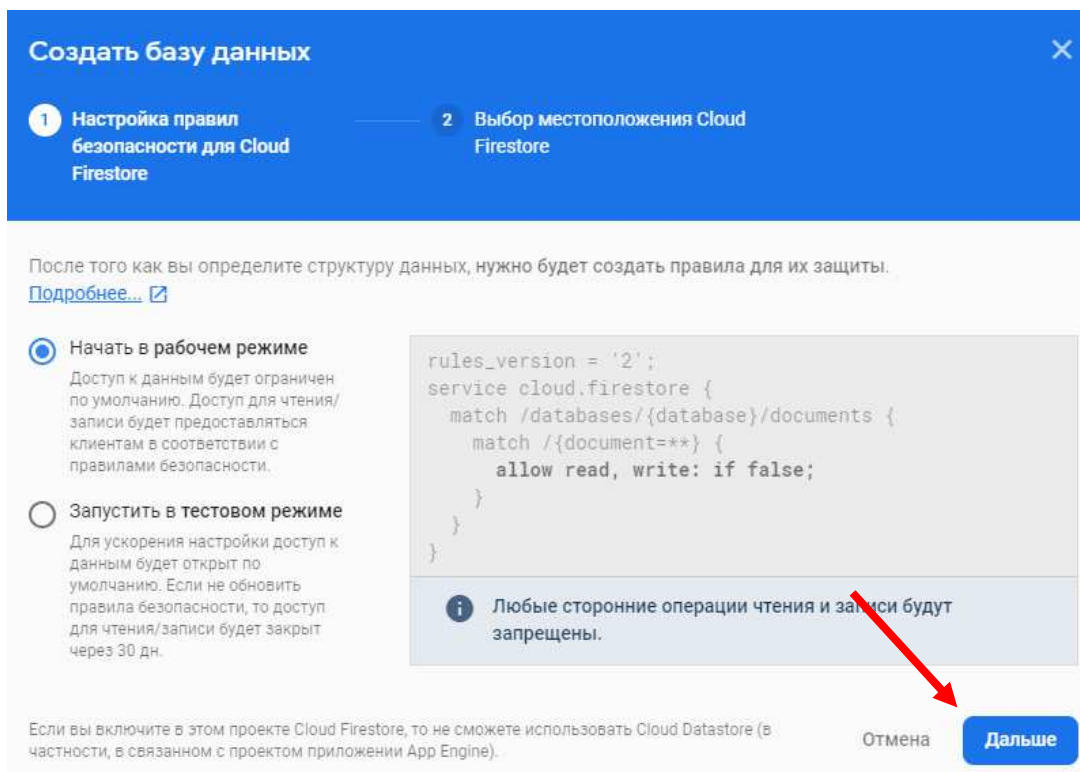 Создать базу данных
1 Настройка правил
безопасности для Cloud
Firestore
2 Выбор местоположения Cloud
Firestore
После того как вы определите структуру данных, нужно будет создать правила для их защиты.
Подробнее...
Начать в рабочем режиме
Доступ к данным будет ограничен
по умолчанию. Доступ для чтения/
записи будет предоставляться
клиентам в соответствии с
правилами безопасности.
Запустить в тестовом режиме
Для ускорения настройки доступ к
данным будет открыт по
умолчанию. Если не обновить
правила безопасности, то доступ
для чтения/записи будет закрыт
через 30 дн.
rules_version = '2';
service cloud.firestore {
match /databases/{database}/documents {
match /{document=**} {
allow read, write: if false;
}
}
}
Любые сторонние операции чтения и записи будут
запрещены.
Если вы включите в этом проекте Cloud Firestore, то не сможете использовать Cloud Datastore (в
частности, в связанном с проектом приложении App Engine).
Отмена
Дальше